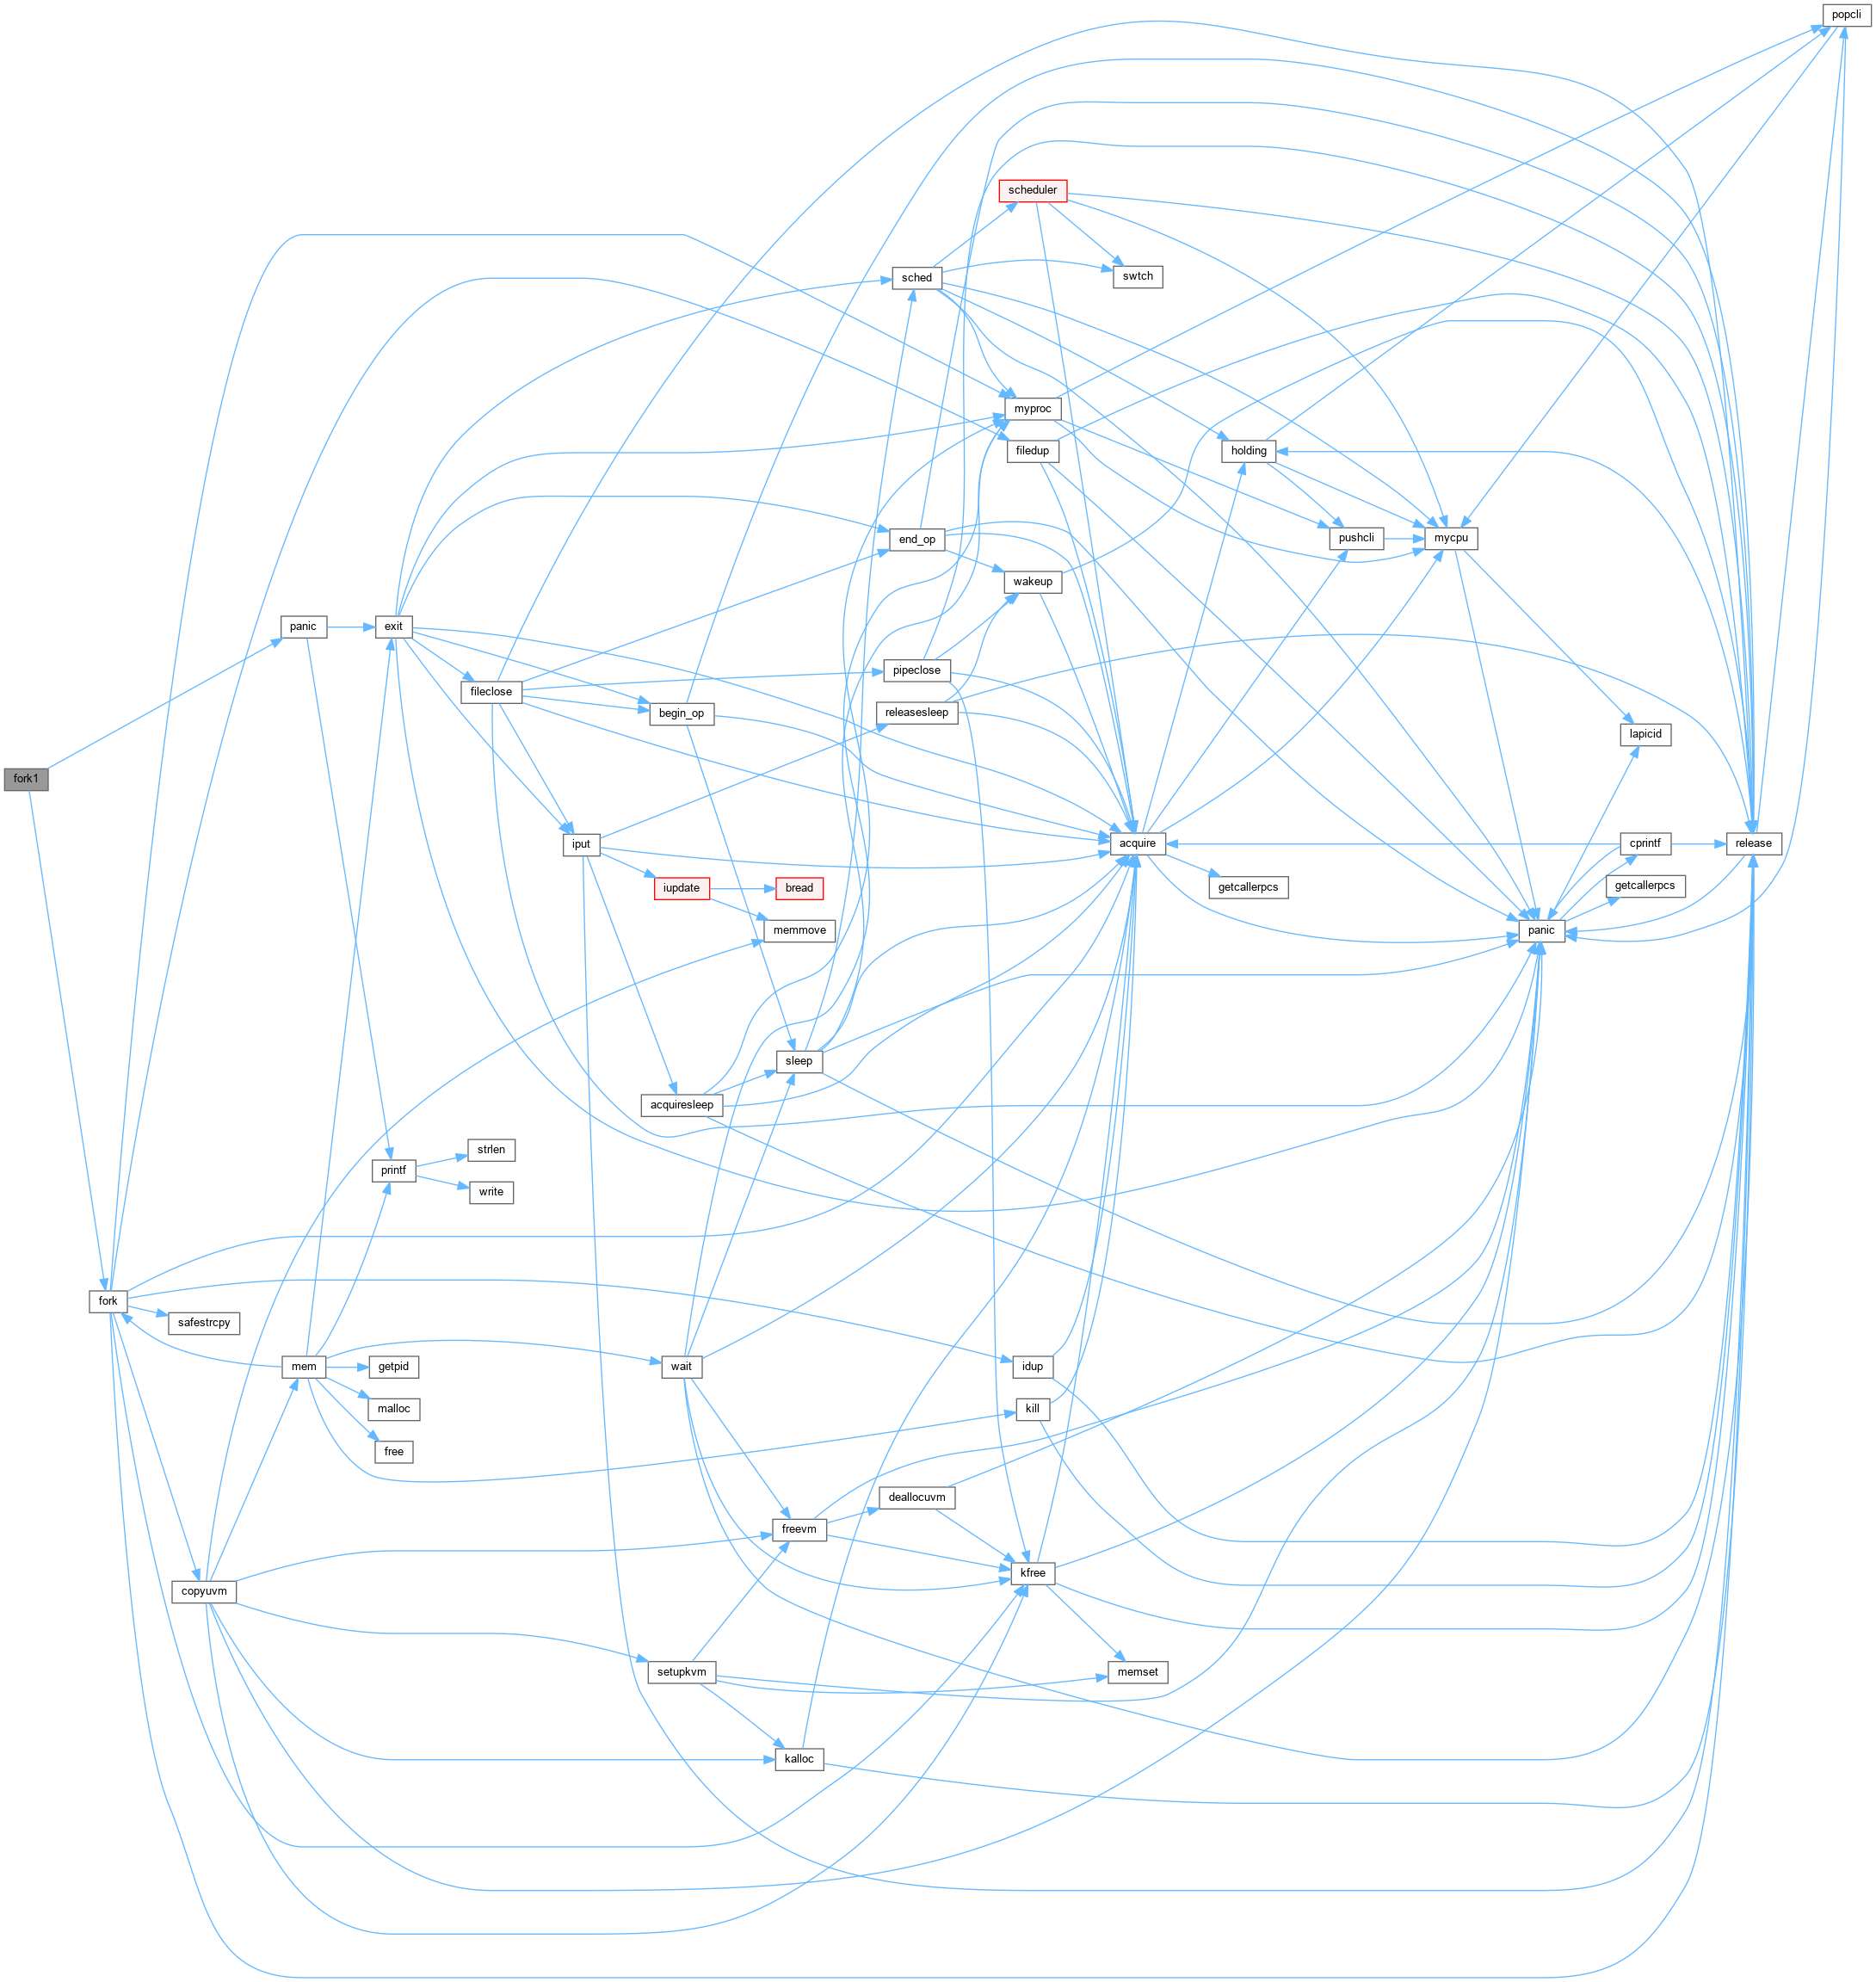 popcli
scheduler
swtch
sched
myproc
filedup
holding
pushcli
mycpu
end_op
wakeup
panic
exit
pipeclose
fileclose
begin_op
releasesleep
lapicid
fork1
iput
acquire
cprintf
release
iupdate
bread
getcallerpcs
getcallerpcs
memmove
panic
sleep
acquiresleep
strlen
printf
write
fork
safestrcpy
mem
getpid
wait
idup
malloc
kill
free
deallocuvm
freevm
kfree
copyuvm
setupkvm
memset
kalloc